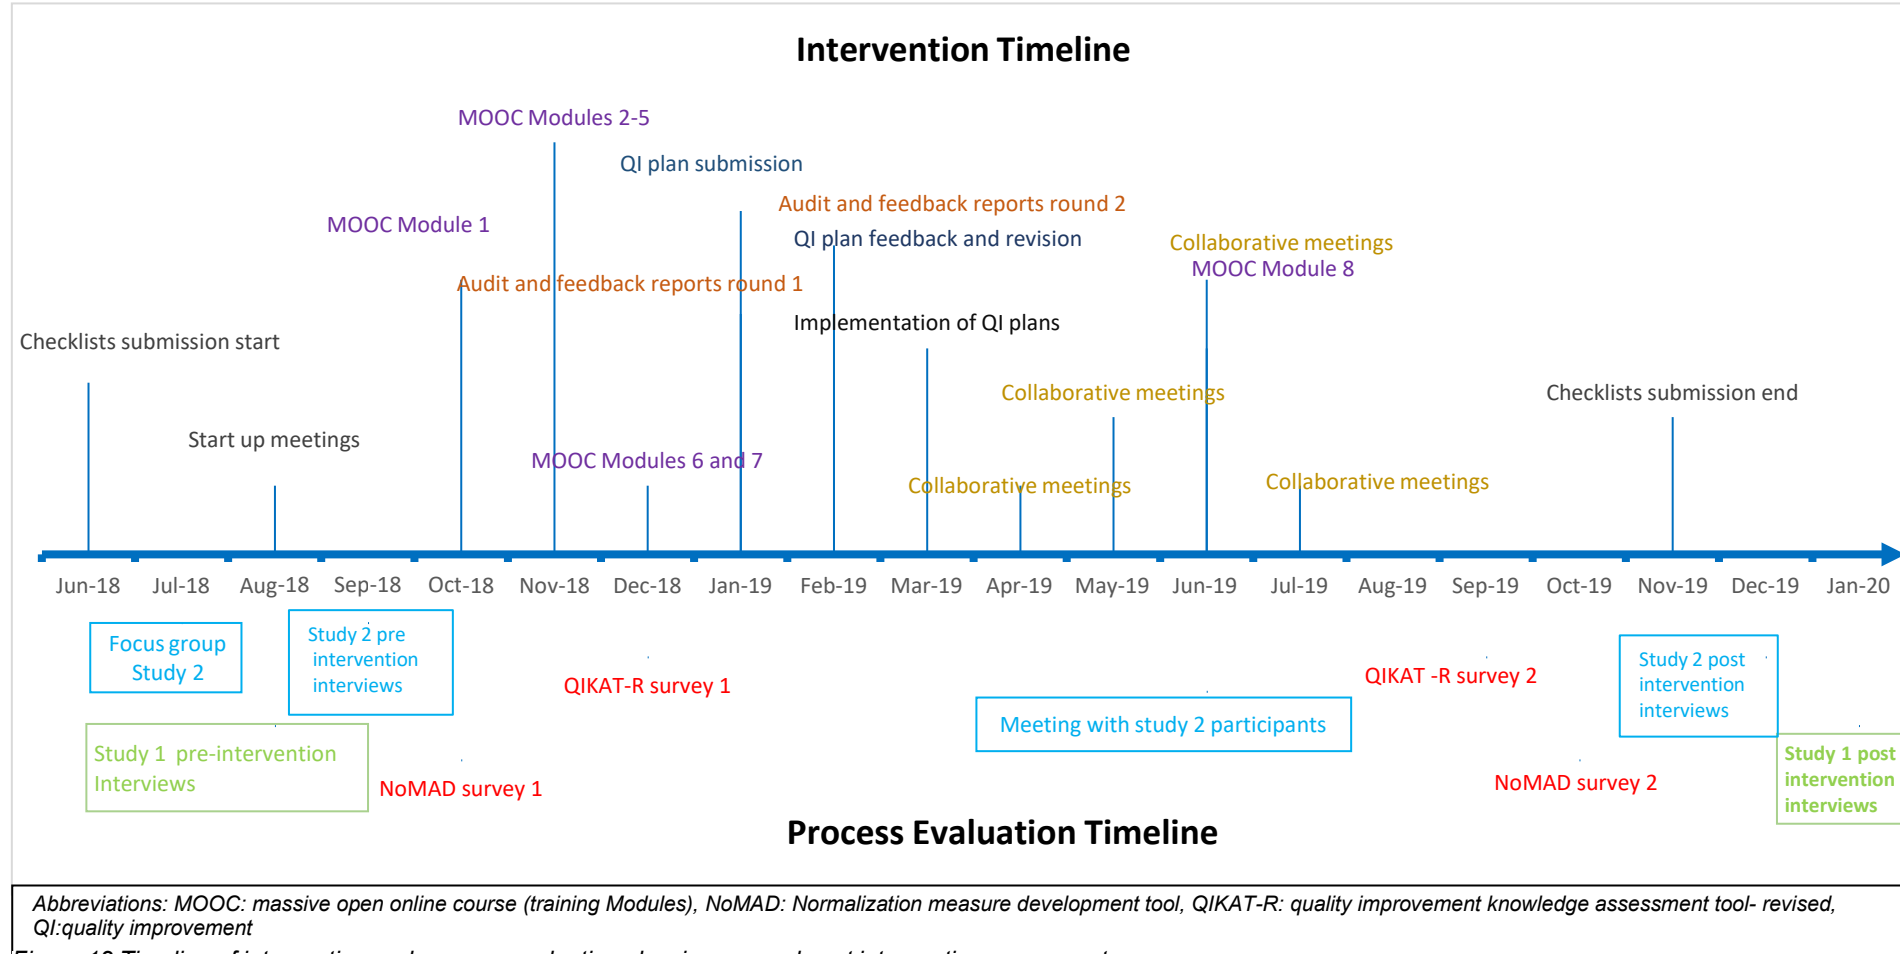 Intervention Timeline
MOOC Modules 2-5
QI plan submission
Audit and feedback reports round 2
MOOC Module 1
QI plan feedback and revision
Collaborative meetings
MOOC Module 8
Audit and feedback reports round 1
Implementation of QI plans
Checklists submission start
Collaborative meetings
Checklists submission end
Start up meetings
MOOC Modules 6 and 7
Collaborative meetings
Collaborative meetings
Jun-18 Jul-18 Aug-18 Sep-18 Oct-18 Nov-18 Dec-18 Jan-19 Feb-19 Mar-19 Apr-19 May-19 Jun-19 Jul-19 Aug-19 Sep-19 Oct-19 Nov-19 Dec-19 Jan-20
Focus group
Study 2
Study 2 pre
intervention
interviews
QIKAT-R survey 1
QIKAT -R survey 2
Study 2 post
intervention
interviews
Meeting with study 2 participants
Study 1 pre-intervention
Interviews
NoMAD survey 1
NoMAD survey 2
Study 1 post
intervention
interviews
Process Evaluation Timeline
Abbreviations: MOOC: massive open online course (training Modules), NoMAD: Normalization measure development tool, QIKAT-R: quality improvement knowledge assessment tool- revised,
QI:quality improvement